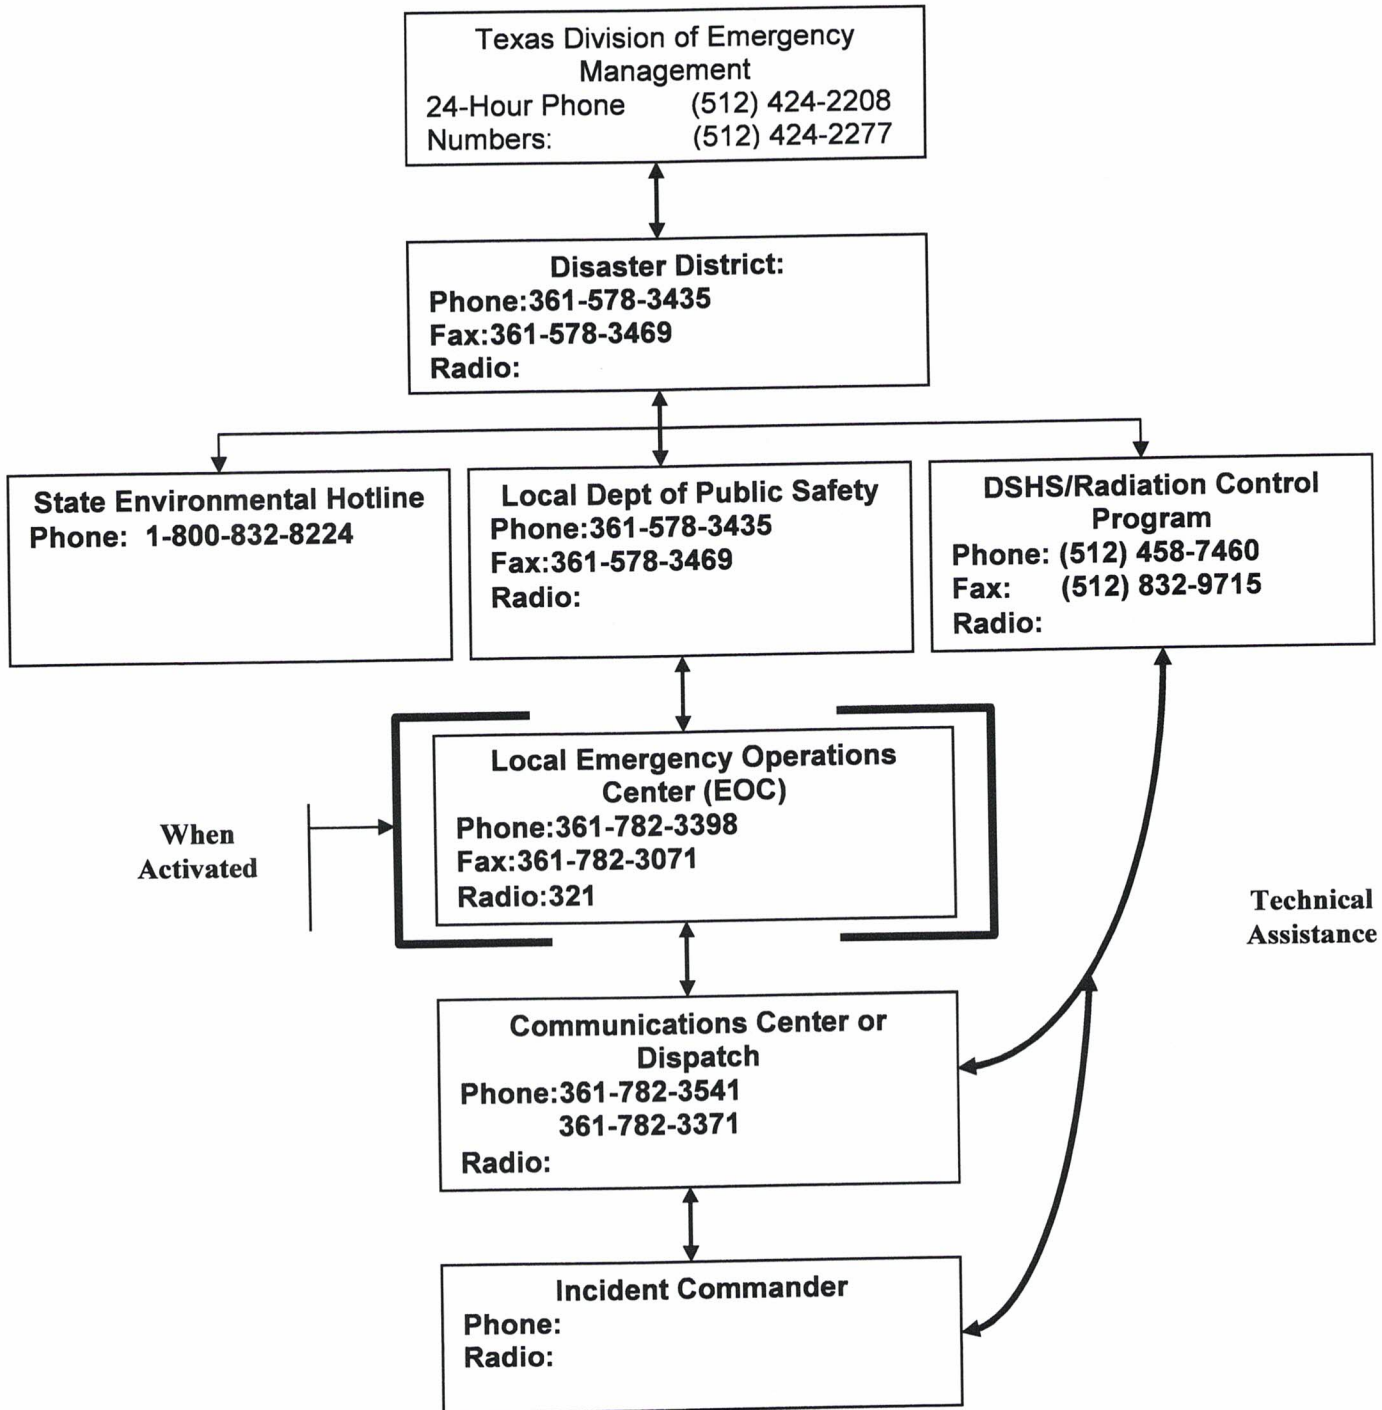 Texas Division of Emergency
Management
24-Hour Phone (512) 424-2208
Numbers: (512) 424-2277
Disaster District:
Phone:361-578-3435
Fax:361-578-3469
Radio:
State Environmental Hotline
Phone: 1-800-832-8224
Local Dept of Public Safety
Phone:361-578-3435
Fax:361-578-3469
Radio:
DSHS/Radiation Control
Program
Phone: (512) 458-7460
Fax: (512) 832-9715
Radio:
Local Emergency Operations
Center (EOC)
Phone:361-782-3398
Fax:361-782-3071
Radio:321
When
Activated
Technical
Assistance
Communications Center or
Dispatch
Phone:361-782-3541
361-782-3371
Radio:
Incident Commander
Phone:
Radio: